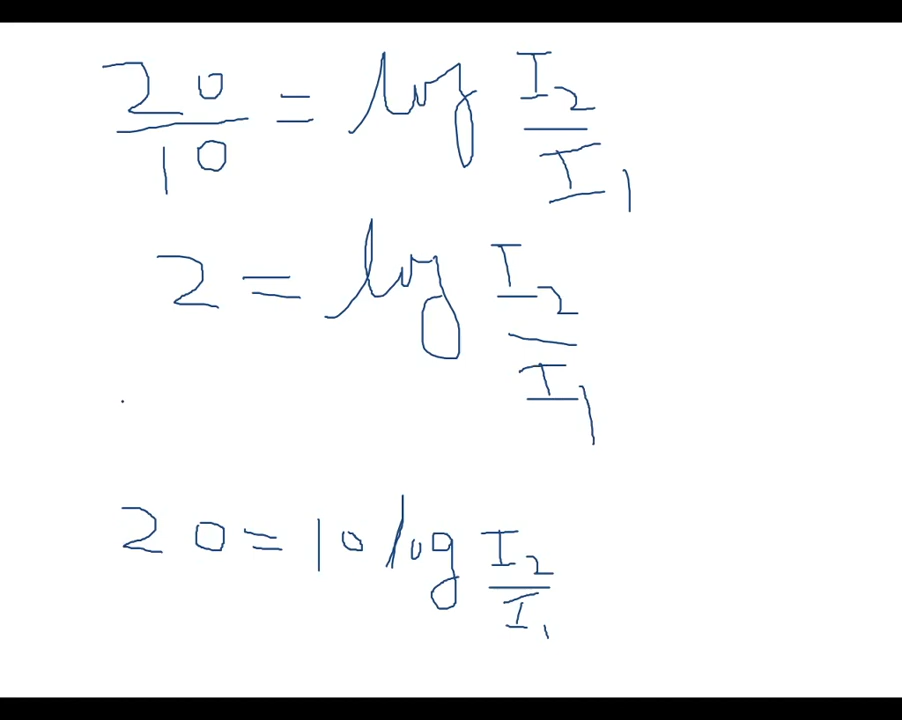 20/10 = log I₂/I₁
2 = log I₂/I₁
20 = 10 log I₂/I₁